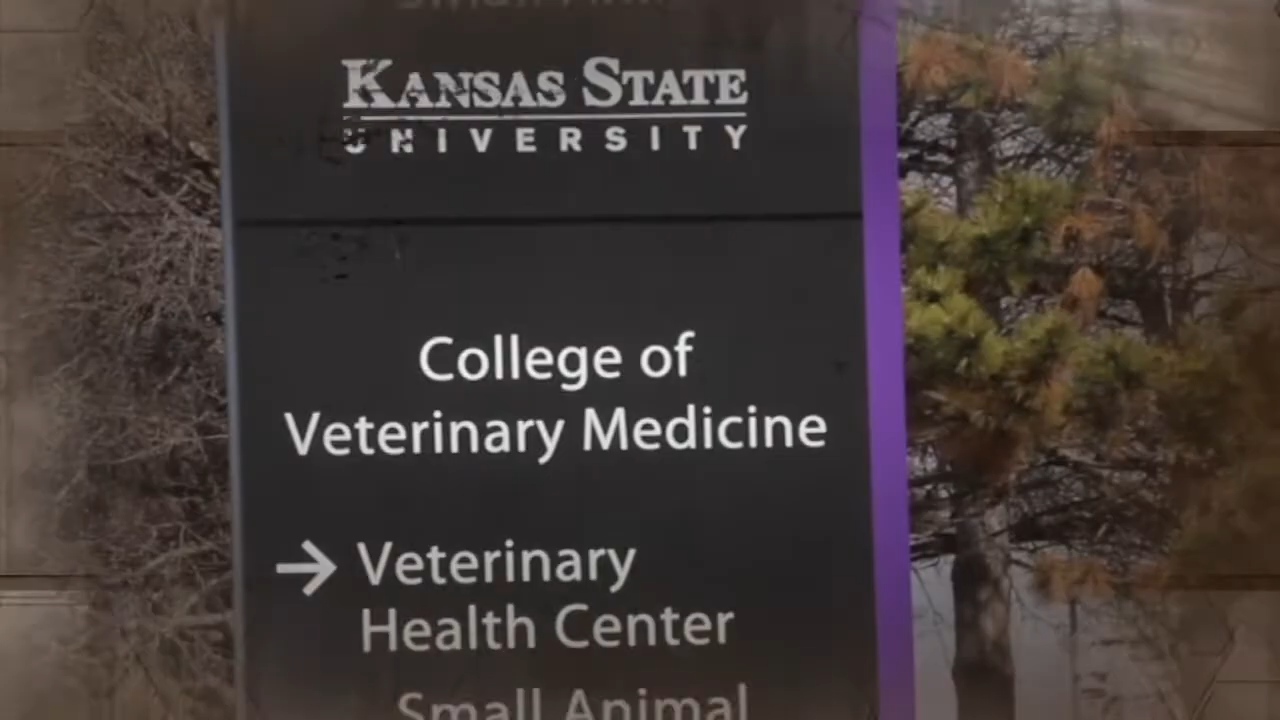 KANSAS STATE
UNIVERSITY
College of
Veterinary Medicine
→ Veterinary
Health Center
Small Animal